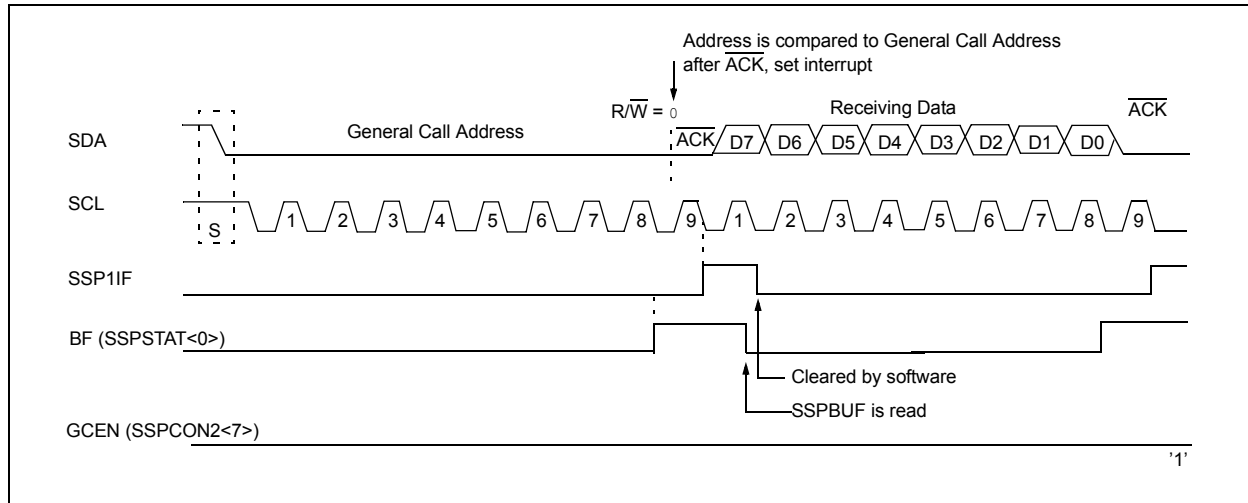 Address is compared to General Call Address
after ACK, set interrupt
R/W = 0
Receiving Data
ACK
SDA
General Call Address
ACK D7 D6 D5 D4 D3 D2 D1 D0
SCL
S
1 2 3 4 5 6 7 8 9 1 2 3 4 5 6 7 8 9
SSP1IF
BF (SSPSTAT<0>)
Cleared by software
SSPBUF is read
GCEN (SSPCON2<7>)
'1'